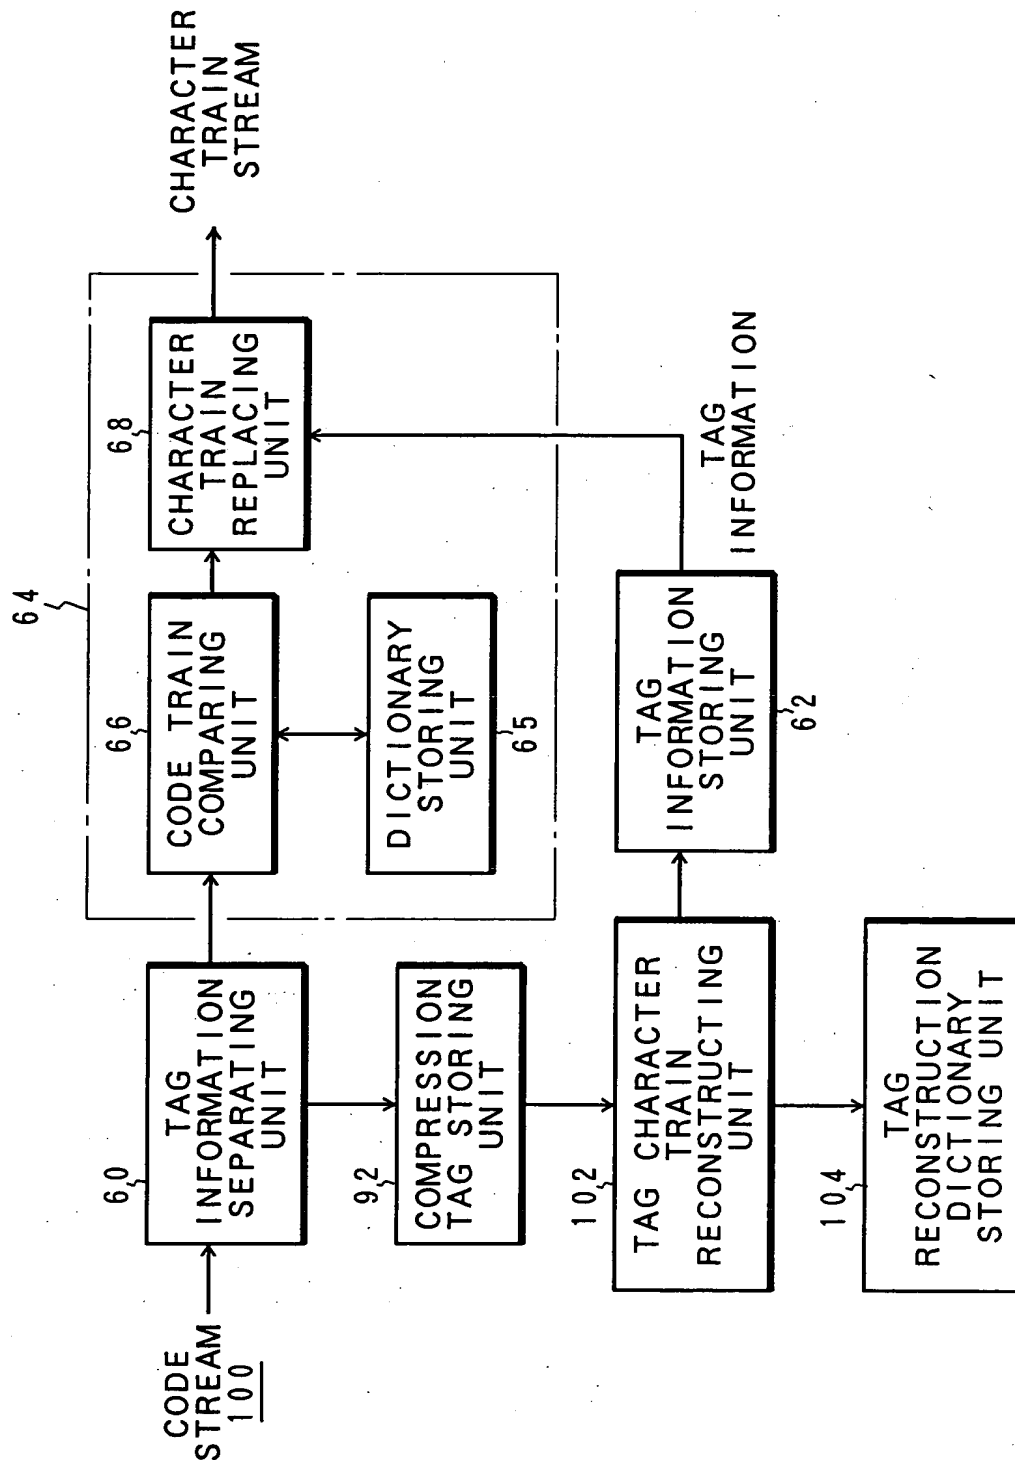 CODE
STREAM
100
60
TAG
INFORMATION
SEPARATING
UNIT
64
66
CODE TRAIN
COMPARING
UNIT
68
CHARACTER
TRAIN
REPLACING
UNIT
CHARACTER
TRAIN
STREAM
92
COMPRESSION
TAG STORING
UNIT
DICTIONARY
STORING
UNIT
65
102
TAG CHARACTER
TRAIN
RECONSTRUCTING
UNIT
TAG
INFORMATION
STORING
UNIT
62
TAG
INFORMATION
104
TAG
RECONSTRUCTION
DICTIONARY
STORING UNIT